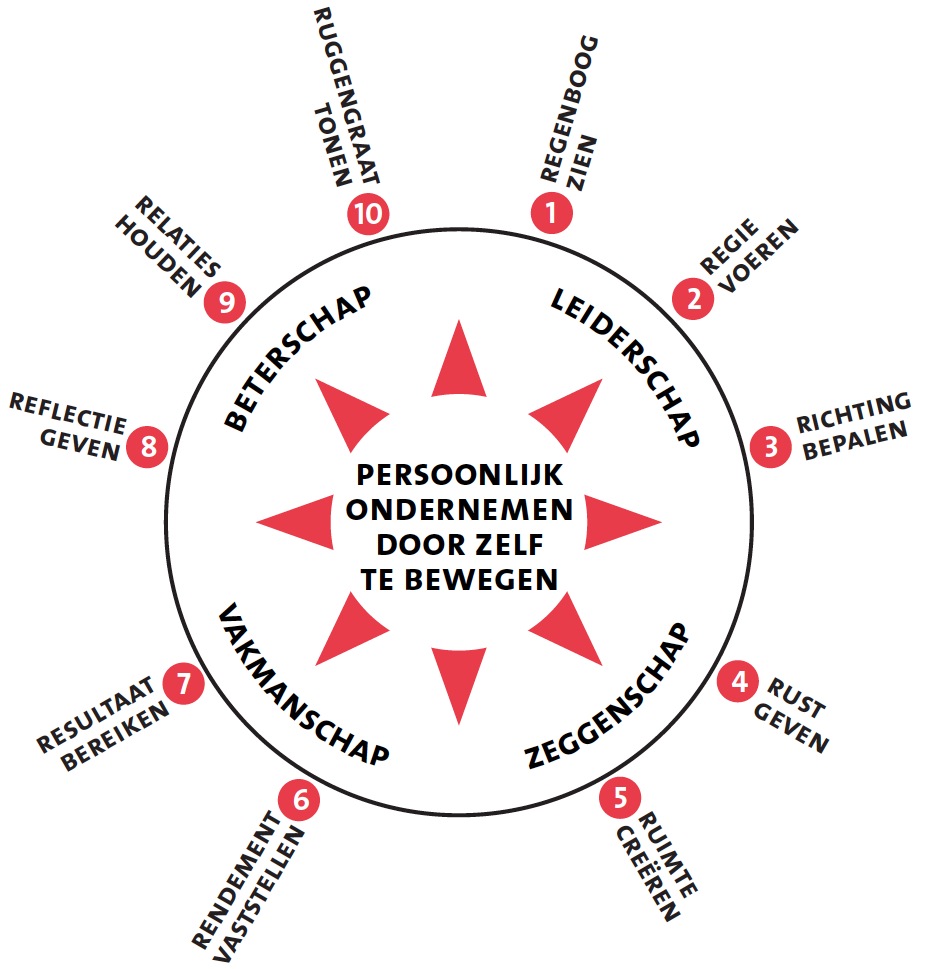 RUGGENGRAAT
TONEN
REGENBOOG
ZIEN
10
1
RELATIES
HOUDEN
REGIE
VOEREN
9
2
BETERSCHAP
LEIDERSCHAP
REFLECTIE
GEVEN
8
3
RICHTING
BEPALEN
PERSOONLIJK
ONDERNEMEN
DOOR ZELF
TE BEWEGEN
VAKMANSCHAP
ZEGGENSCHAP
RESULTAAT
BEREIKEN
7
4
RUST
GEVEN
6
5
RENDEMENT
VASTSTELLEN
RUIMTE
CREËREN